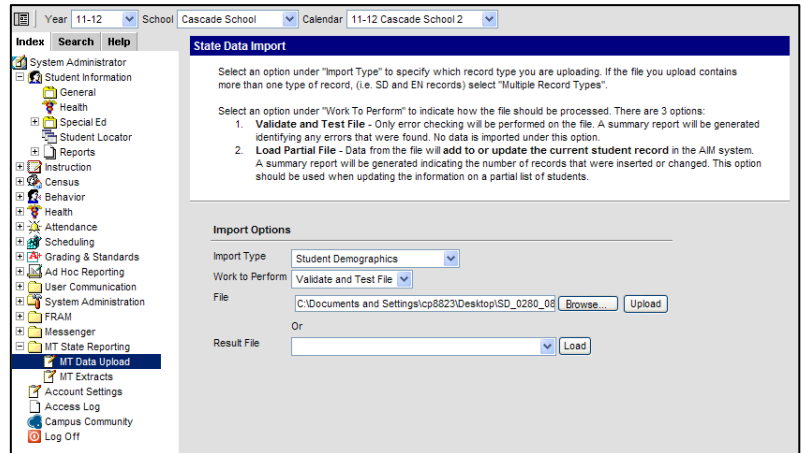 Year 11-12 School Cascade School Calendar 11-12 Cascade School 2
Index Search Help
System Administrator
Student Information
General
Health
Special Ed
Student Locator
Reports
Instruction
Census
Behavior
Health
Attendance
Scheduling
Grading & Standards
Ad Hoc Reporting
User Communication
System Administration
FRAM
Messenger
MT State Reporting
MT Data Upload
MT Extracts
Account Settings
Access Log
Campus Community
Log Off
State Data Import
Select an option under "Import Type" to specify which record type you are uploading. If the file you upload contains
more than one type of record, (i.e. SD and EN records) select "Multiple Record Types".
Select an option under "Work To Perform" to indicate how the file should be processed. There are 3 options:
1. Validate and Test File - Only error checking will be performed on the file. A summary report will be generated
identifying any errors that were found. No data is imported under this option.
2. Load Partial File - Data from the file will add to or update the current student record in the AIM system.
A summary report will be generated indicating the number of records that were inserted or changed. This option
should be used when updating the information on a partial list of students.
Import Options
Import Type Student Demographics
Work to Perform Validate and Test File
File C:\Documents and Settings\cp8823\Desktop\SD_0280_08 Browse... Upload
Or
Result File Load